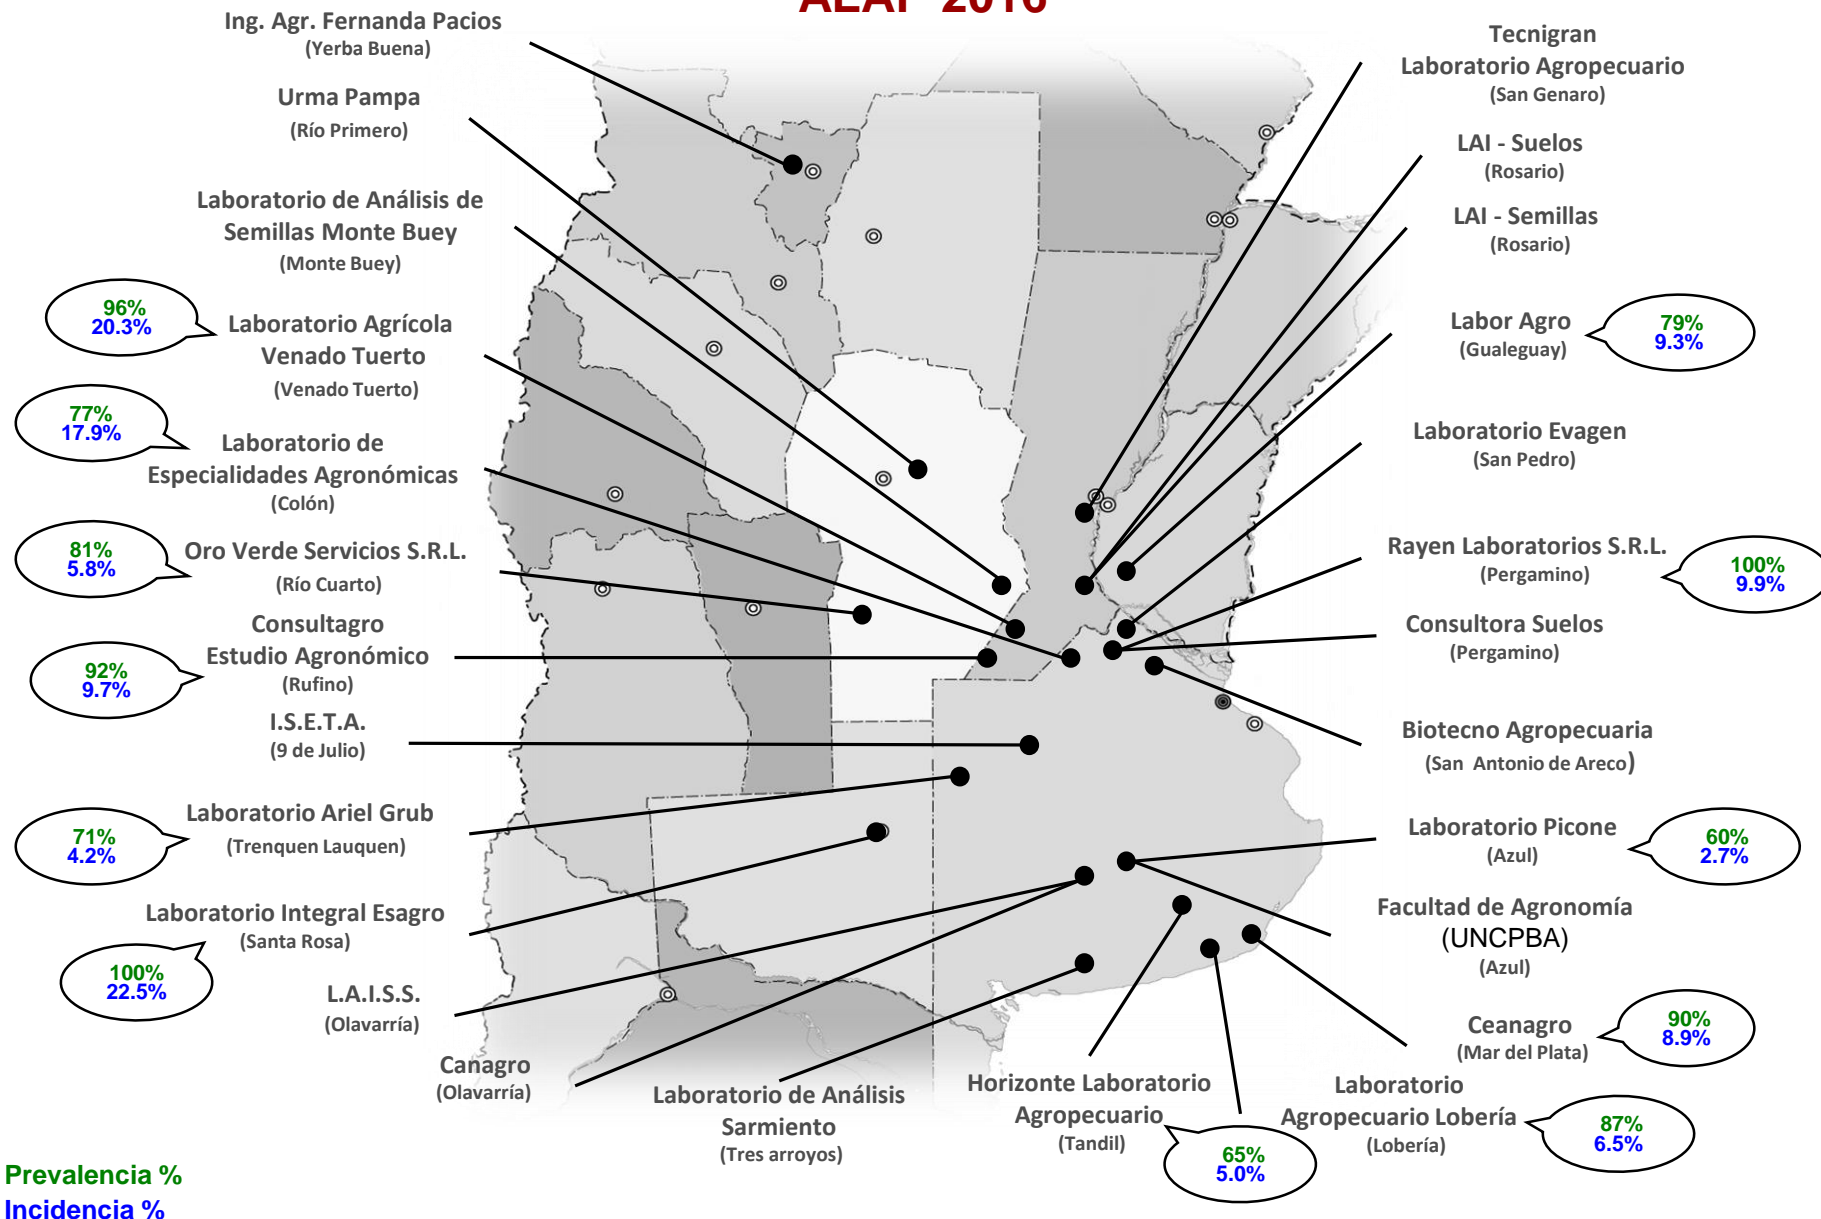 ALAP 2016
Ing. Agr. Fernanda Pacios
(Yerba Buena)
Urma Pampa
(Río Primero)
Laboratorio de Análisis de
Semillas Monte Buey
(Monte Buey)
96%
20.3%
Laboratorio Agrícola
Venado Tuerto
(Venado Tuerto)
77%
17.9%
Laboratorio de
Especialidades Agronómicas
(Colón)
81%
5.8%
Oro Verde Servicios S.R.L.
(Río Cuarto)
Consultagro
Estudio Agronómico
(Rufino)
92%
9.7%
I.S.E.T.A.
(9 de Julio)
Laboratorio Ariel Grub
(Trenquen Lauquen)
71%
4.2%
Laboratorio Integral Esagro
(Santa Rosa)
100%
22.5%
L.A.I.S.S.
(Olavarría)
Canagro
(Olavarría)
Laboratorio de Análisis
Sarmiento
(Tres arroyos)
Horizonte Laboratorio
Agropecuario
(Tandil)
65%
5.0%
Laboratorio
Agropecuario Lobería
(Lobería)
87%
6.5%
Ceanagro
(Mar del Plata)
90%
8.9%
Facultad de Agronomía
(UNCPBA)
(Azul)
Laboratorio Picone
(Azul)
60%
2.7%
Biotecno Agropecuaria
(San Antonio de Areco)
Consultora Suelos
(Pergamino)
Rayen Laboratorios S.R.L.
(Pergamino)
100%
9.9%
Laboratorio Evagen
(San Pedro)
Labor Agro
(Gualeguay)
79%
9.3%
LAI - Semillas
(Rosario)
LAI - Suelos
(Rosario)
Tecnigran
Laboratorio Agropecuario
(San Genaro)
Prevalencia %
Incidencia %